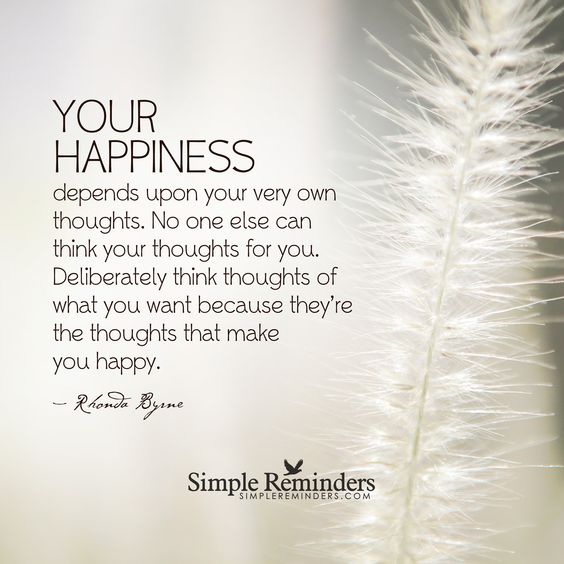 YOUR
HAPPINESS
depends upon your very own
thoughts. No one else can
think your thoughts for you.
Deliberately think thoughts of
what you want because they're
the thoughts that make
you happy.
– Rhonda Byrne
Simple Reminders
SIMPLEREMINDERS.COM